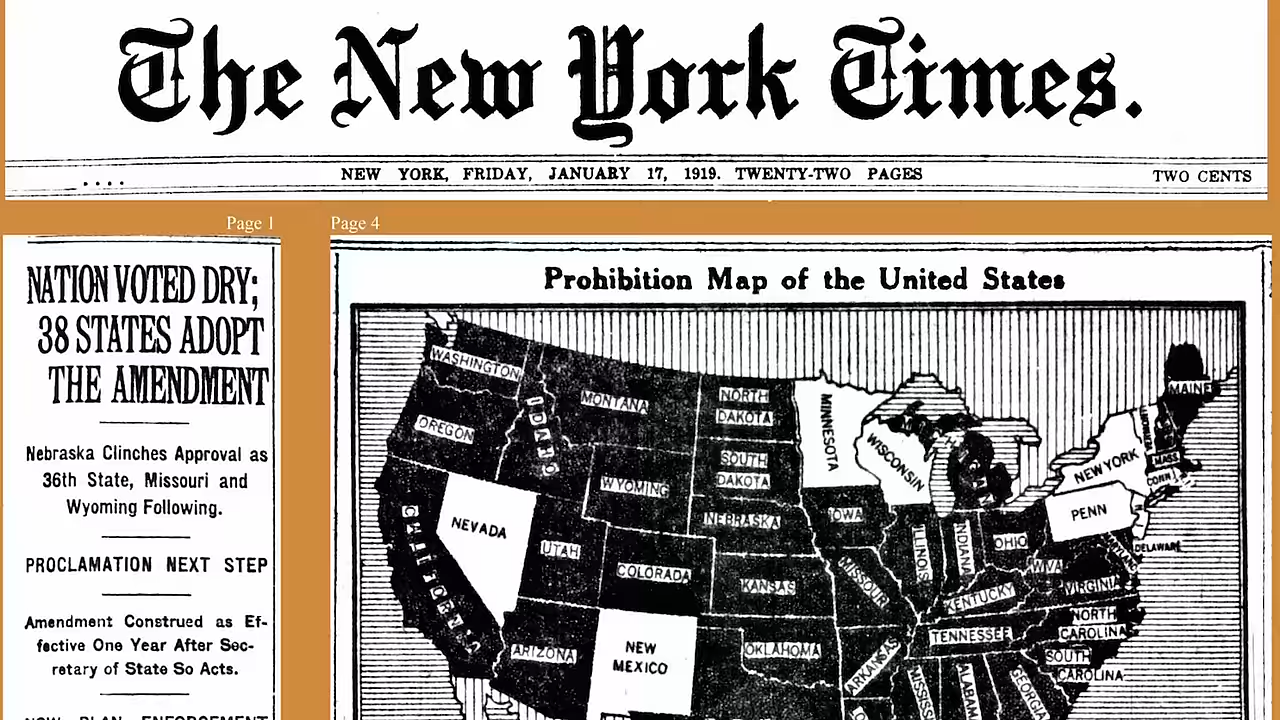 The New York Times.
NEW YORK, FRIDAY, JANUARY 17, 1919. TWENTY-TWO PAGES
TWO CENTS
Page 1
NATION VOTED DRY;
38 STATES ADOPT
THE AMENDMENT
Nebraska Clinches Approval as
36th State, Missouri and
Wyoming Following.
PROCLAMATION NEXT STEP
Amendment Construed as Ef-
fective One Year After Sec-
retary of State So Acts.
Page 4
Prohibition Map of the United States
WASHINGTON
OREGON
IDAHO
MONTANA
NORTH
DAKOTA
SOUTH
DAKOTA
MINNESOTA
WISCONSIN
MAINE
NEW YORK
MASS
CONN
PENN
DELAWARE
MARYLAND
CALIFORNIA
NEVADA
UTAH
WYOMING
COLORADA
NEBRASKA
KANSAS
IOWA
MISSOURI
ILLINOIS
INDIANA
OHIO
W.VA
VIRGINIA
KENTUCKY
TENNESSEE
NORTH
CAROLINA
SOUTH
CAROLINA
ARIZONA
NEW
MEXICO
OKLAHOMA
ARKANSAS
GEORGIA